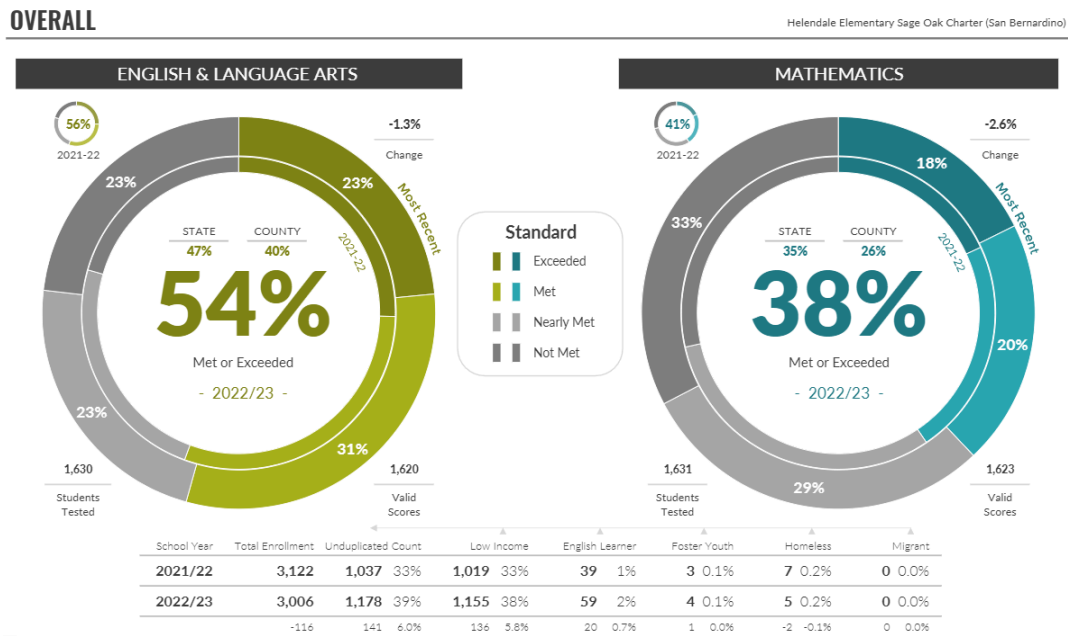 OVERALL
Helendale Elementary Sage Oak Charter (San Bernardino)
ENGLISH & LANGUAGE ARTS
56%
2021-22
-1.3%
Change
23%
23%
Most Recent
2021-22
STATE COUNTY
47% 40%
54%
Met or Exceeded
- 2022/23 -
23%
31%
1,630
Students
Tested
1,620
Valid
Scores
Standard
Exceeded
Met
Nearly Met
Not Met
MATHEMATICS
41%
2021-22
-2.6%
Change
18%
33%
Most Recent
2021-22
STATE COUNTY
35% 26%
38%
Met or Exceeded
- 2022/23 -
20%
29%
1,631
Students
Tested
1,623
Valid
Scores
School Year Total Enrollment Unduplicated Count Low Income English Learner Foster Youth Homeless Migrant
2021/22 3,122 1,037 33% 1,019 33% 39 1% 3 0.1% 7 0.2% 0 0.0%
2022/23 3,006 1,178 39% 1,155 38% 59 2% 4 0.1% 5 0.2% 0 0.0%
-116 141 6.0% 136 5.8% 20 0.7% 1 0.0% -2 -0.1% 0 0.0%